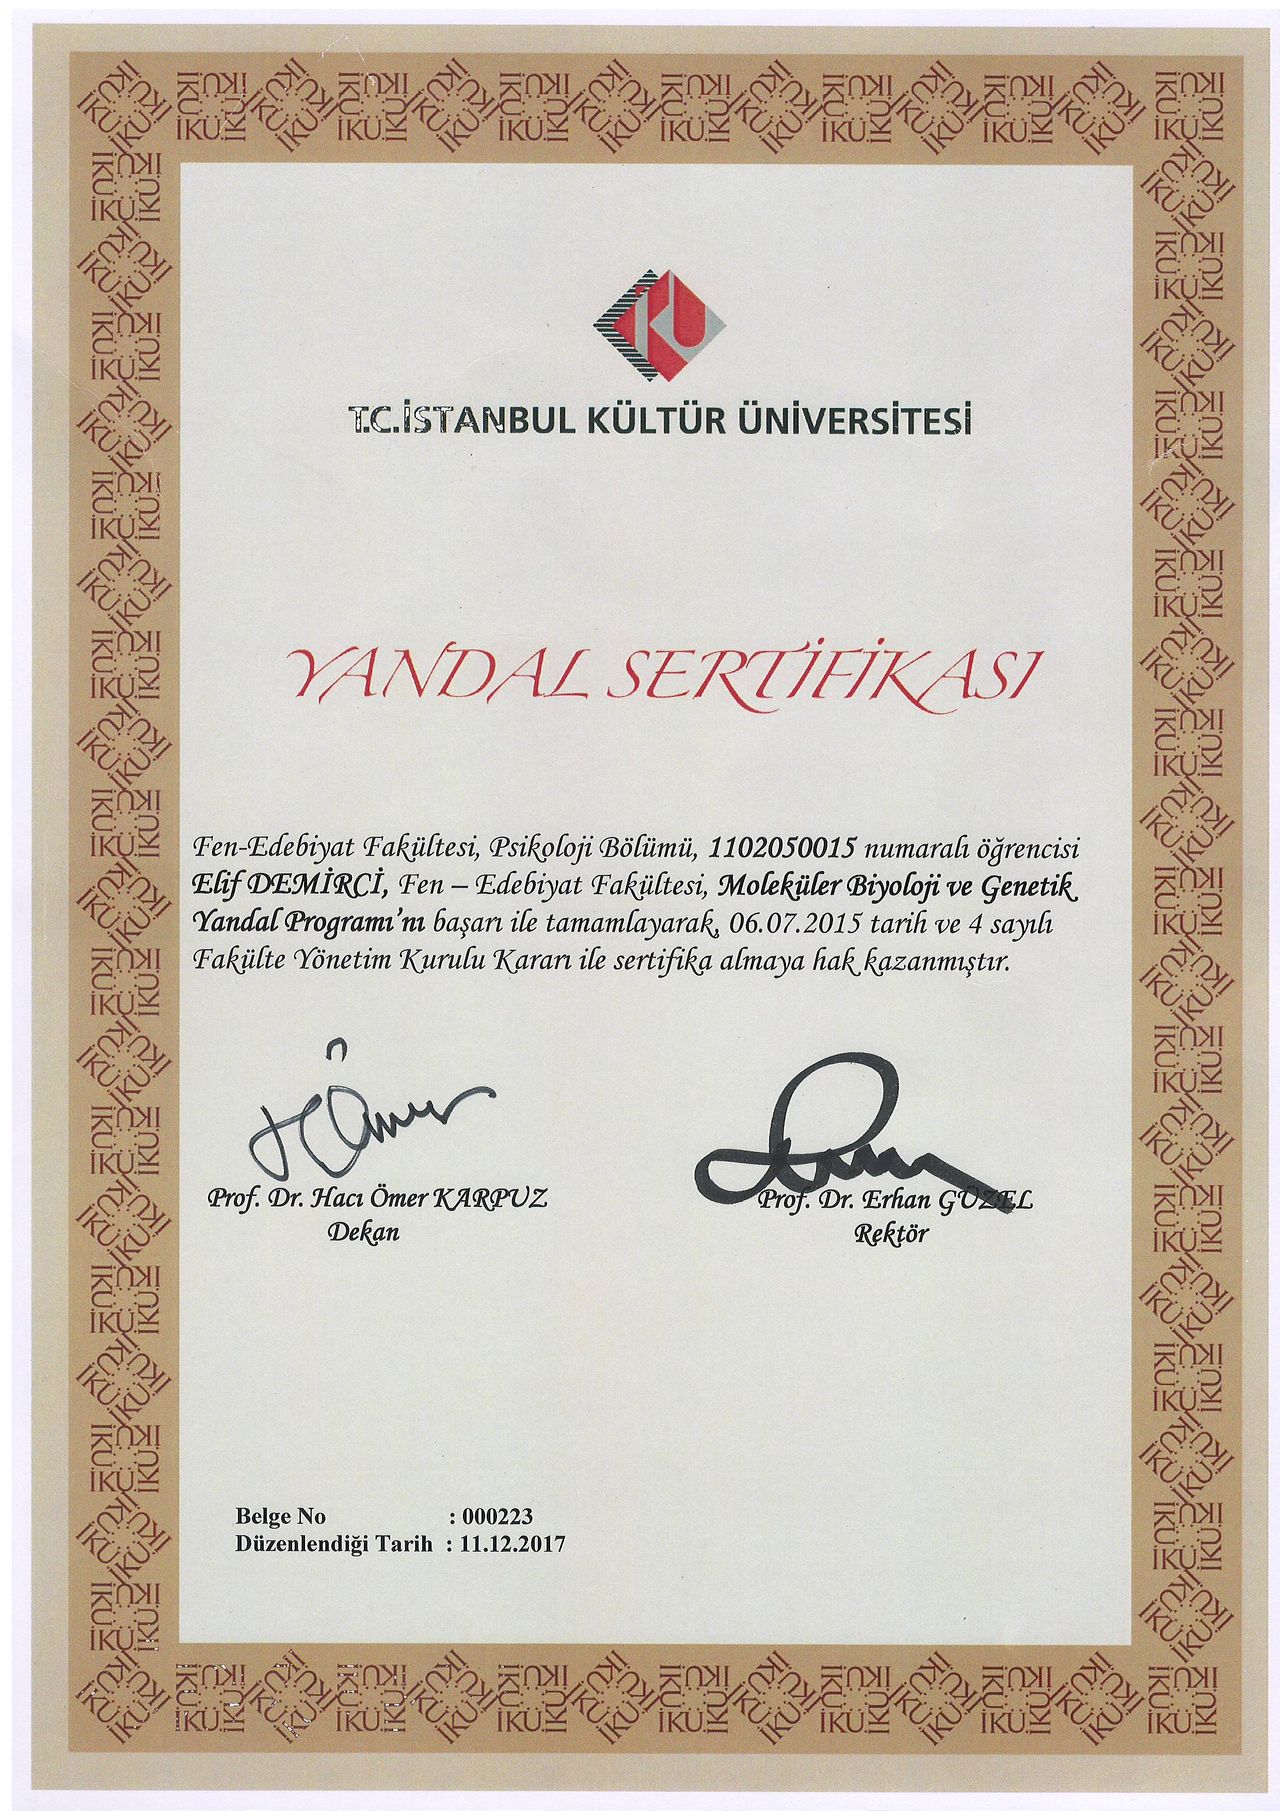 İKÜ
T.C.İSTANBUL KÜLTÜR ÜNİVERSİTESİ
YANDAL SERTİFİKASI
Fen-Edebiyat Fakültesi, Psikoloji Bölümü, 1102050015 numaralı öğrencisi
Elif DEMİRCİ, Fen – Edebiyat Fakültesi, Moleküler Biyoloji ve Genetik
Yandal Programı’nı başarı ile tamamlayarak, 06.07.2015 tarih ve 4 sayılı
Fakülte Yönetim Kurulu Kararı ile sertifika almaya hak kazanmıştır.
Prof. Dr. Hacı Ömer KARPUZ
Dekan
Prof. Dr. Erhan GÜZEL
Rektör
Belge No : 000223
Düzenlendiği Tarih : 11.12.2017